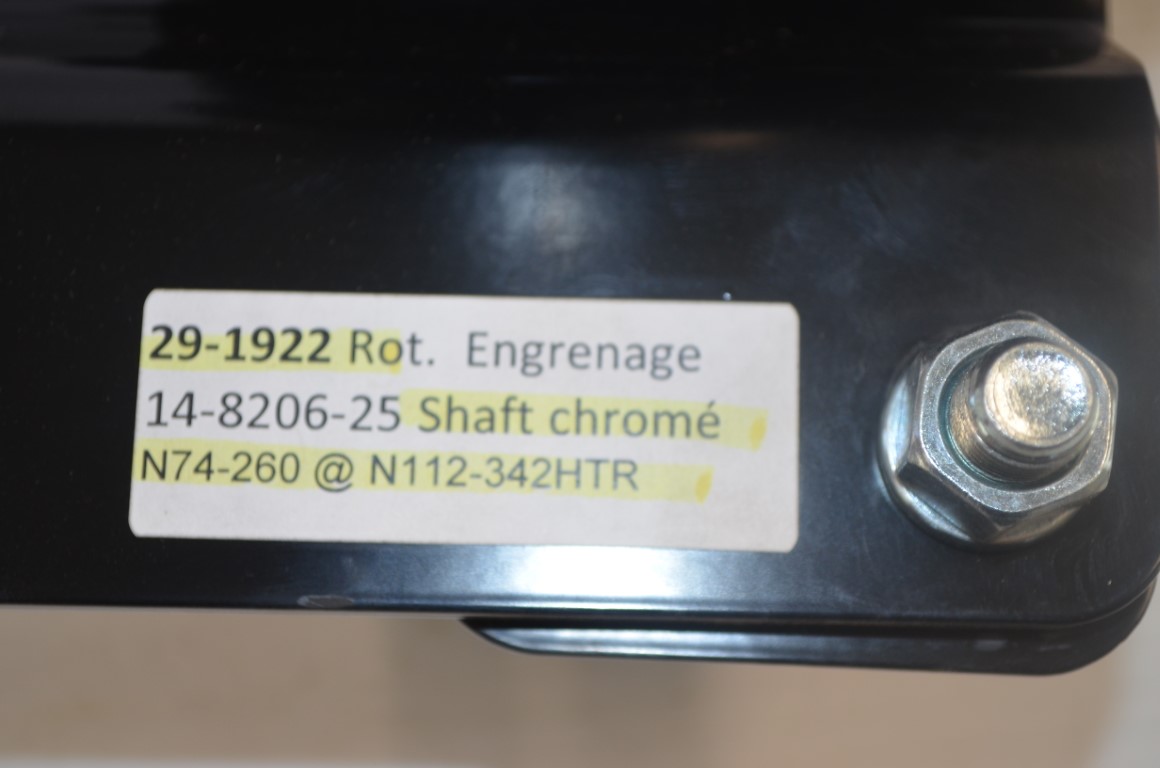 29-1922 Rot. Engrenage
14-8206-25 Shaft chromé
N74-260 @ N112-342HTR